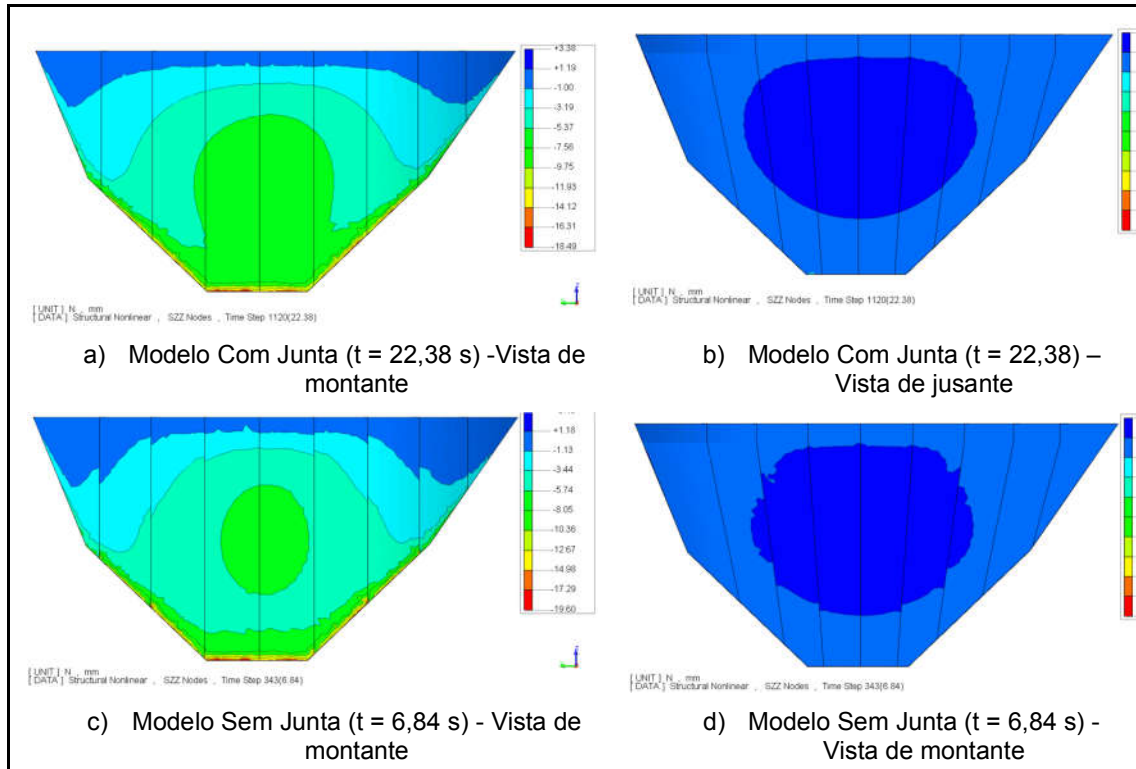 +3.38
+1.19
-1.00
-3.19
-5.37
-7.56
-9.75
-11.93
-14.12
-16.31
-18.49
[ UNIT ] N , mm
[ DATA ] Structural Nonlinear , SZZ Nodes , Time Step 1120(22.38)
[ UNIT ] N , mm
[ DATA ] Structural Nonlinear , SZZ Nodes , Time Step 1120(22.38)
a) Modelo Com Junta (t = 22,38 s) -Vista de
montante
b) Modelo Com Junta (t = 22,38) –
Vista de jusante
+1.18
-1.13
-3.44
-5.74
-8.05
-10.36
-12.67
-14.98
-17.29
-19.60
[ UNIT ] N , mm
[ DATA ] Structural Nonlinear , SZZ Nodes , Time Step 343(6.84)
[ UNIT ] N , mm
[ DATA ] Structural Nonlinear , SZZ Nodes , Time Step 343(6.84)
c) Modelo Sem Junta (t = 6,84 s) - Vista de
montante
d) Modelo Sem Junta (t = 6,84 s) -
Vista de montante